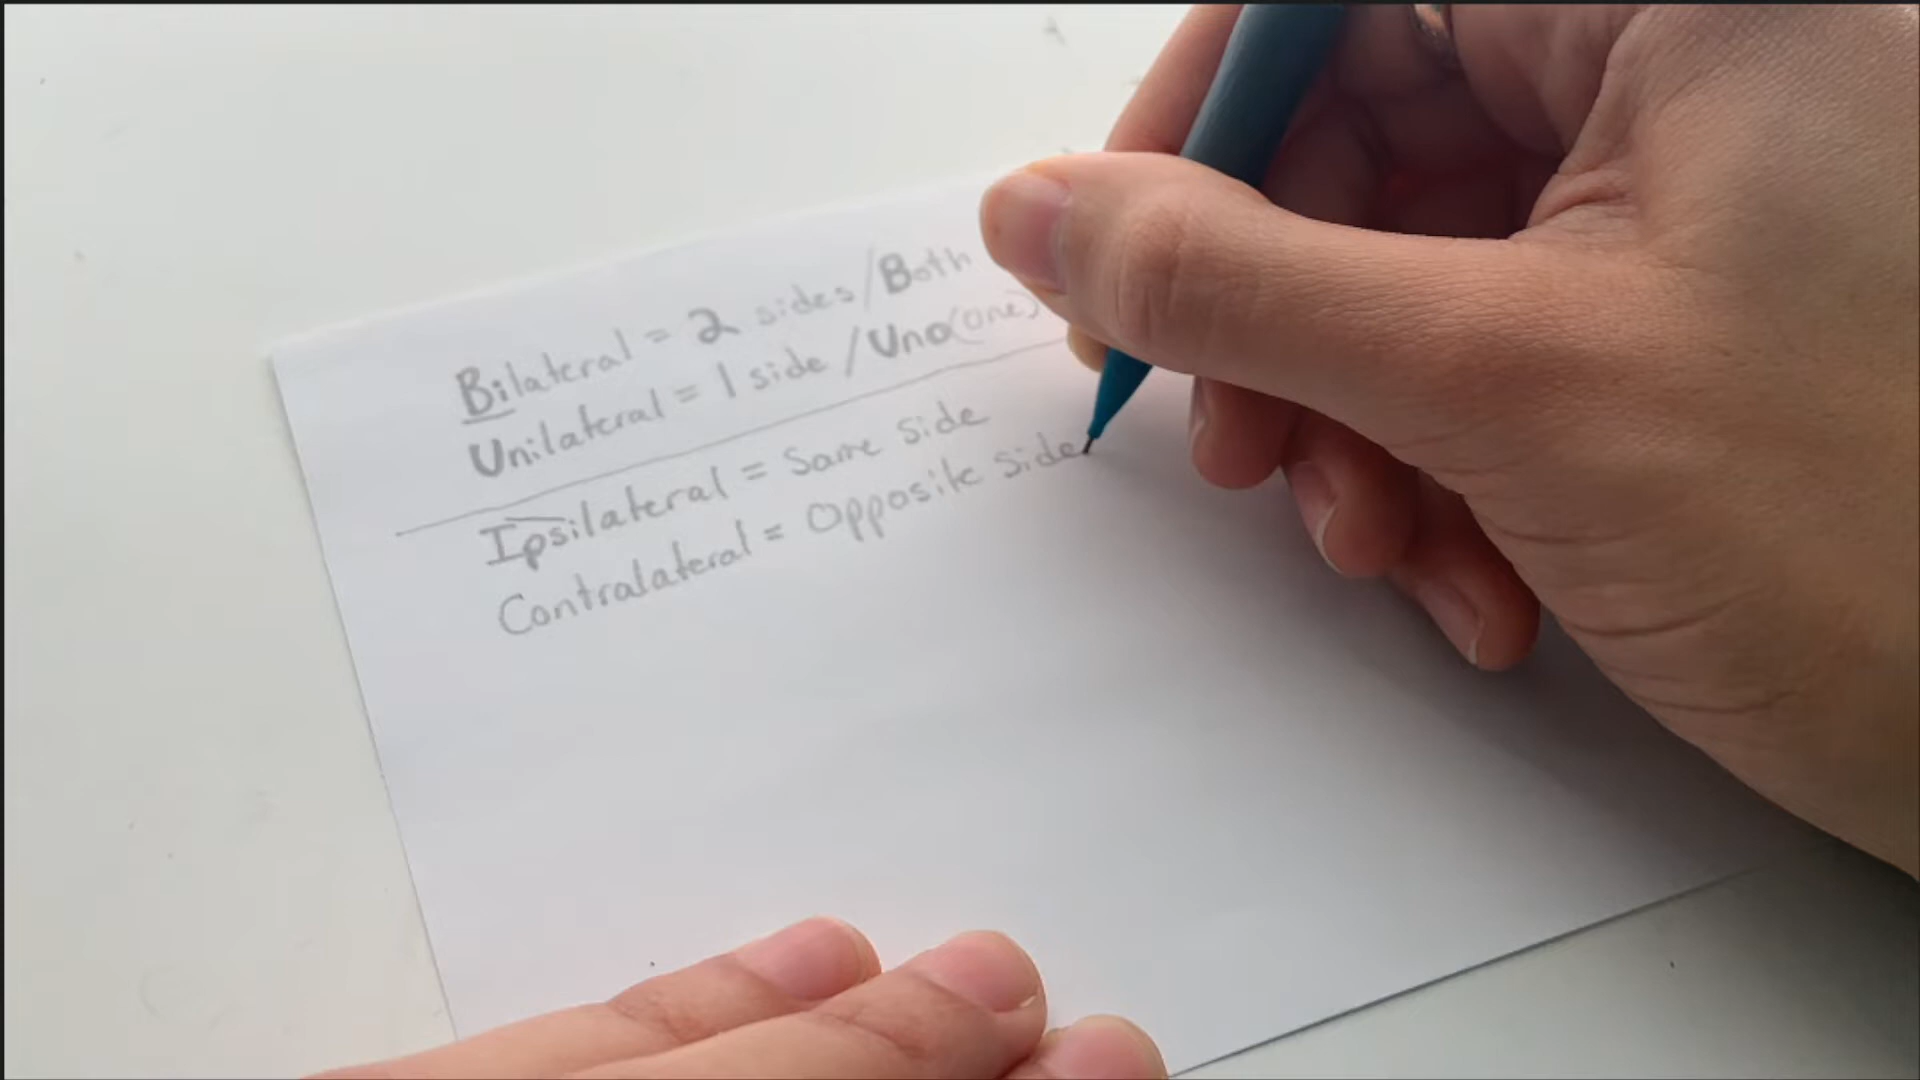 Bilateral = 2 sides/Both
Unilateral = 1 side/Uno(one)
Ipsilateral = Same side
Contralateral = Opposite side